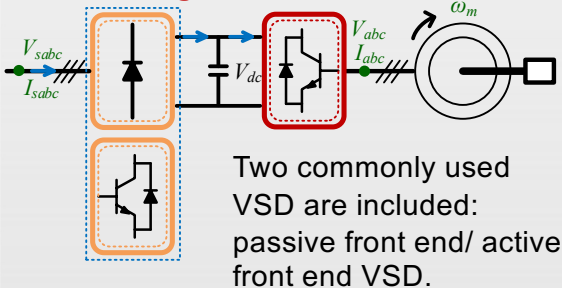 ωm
Vsabc
Isabc
Vdc
Vabc
Iabc
Two commonly used
VSD are included:
passive front end/ active
front end VSD.